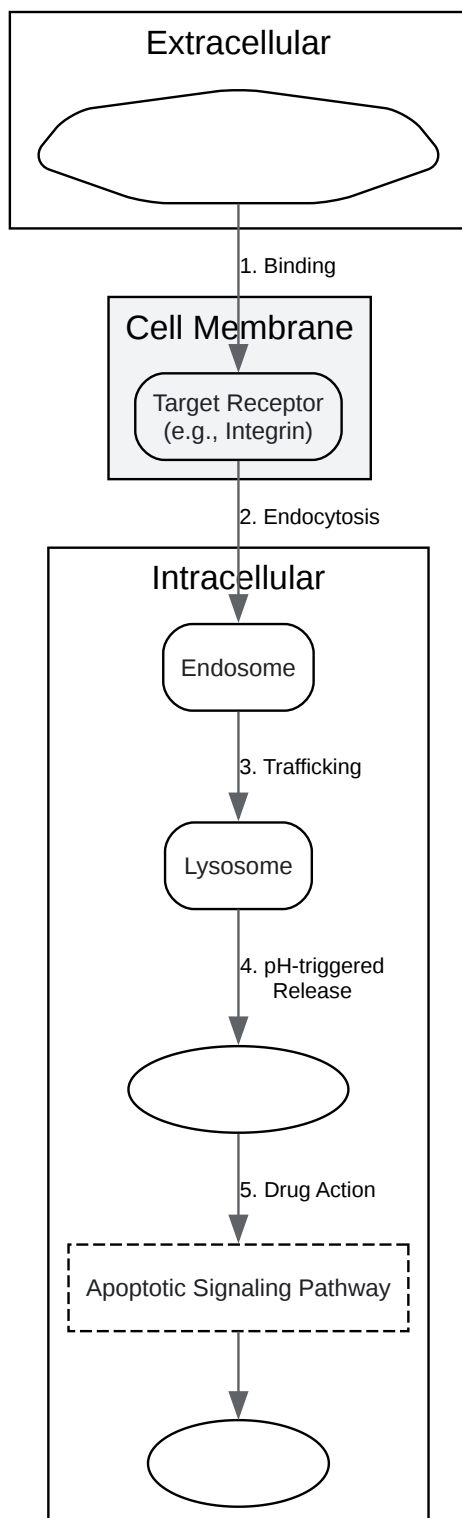 Extracellular
1. Binding
Cell Membrane
Target Receptor
(e.g., Integrin)
2. Endocytosis
Intracellular
Endosome
3. Trafficking
Lysosome
4. pH-triggered
Release
5. Drug Action
Apoptotic Signaling Pathway